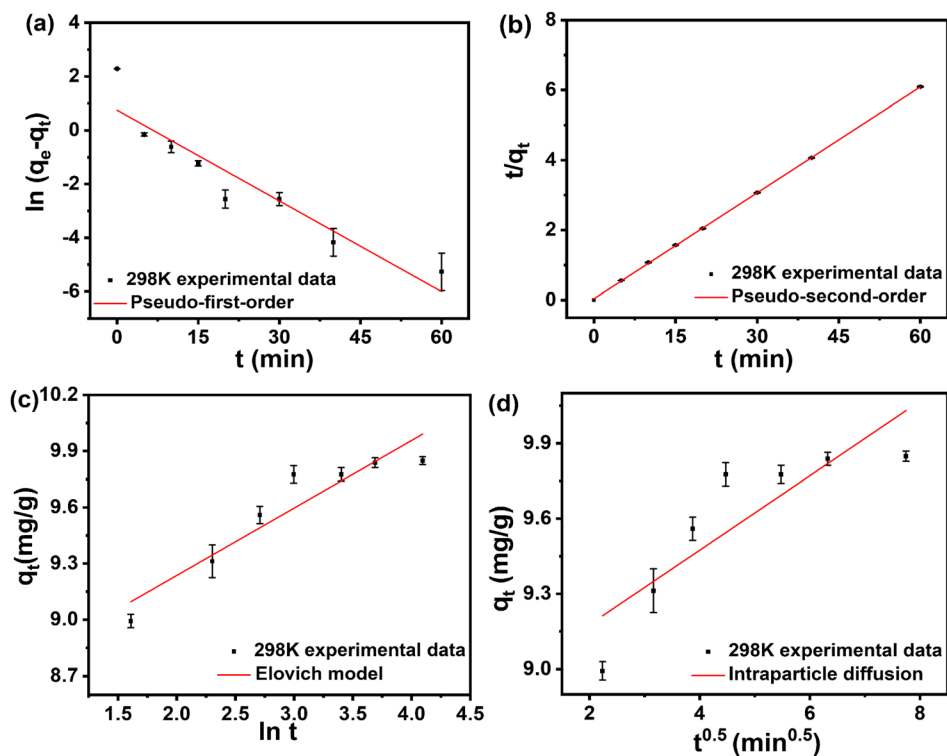 (a)
ln (qe-qt)
2
0
-2
-4
-6
298K experimental data
Pseudo-first-order
0 15 30 45 60
t (min)
(b)
t/qt
8
6
4
2
0
298K experimental data
Pseudo-second-order
0 15 30 45 60
t (min)
(c)
qt(mg/g)
10.2
9.9
9.6
9.3
9.0
8.7
298K experimental data
Elovich model
1.5 2.0 2.5 3.0 3.5 4.0 4.5
ln t
(d)
qt (mg/g)
9.9
9.6
9.3
9.0
298K experimental data
Intraparticle diffusion
2 4 6 8
t^0.5 (min^0.5)